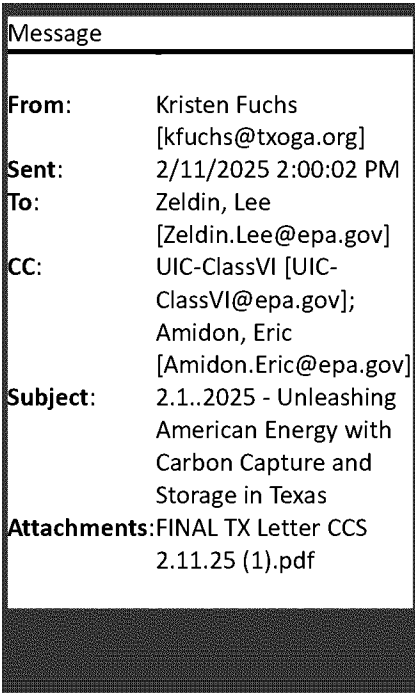 Message
From: Kristen Fuchs
[kfuchs@txoga.org]
Sent: 2/11/2025 2:00:02 PM
To: Zeldin, Lee
[Zeldin.Lee@epa.gov]
CC: UIC-ClassVI [UIC-
ClassVI@epa.gov];
Amidon, Eric
[Amidon.Eric@epa.gov]
Subject: 2.1..2025 - Unleashing
American Energy with
Carbon Capture and
Storage in Texas
Attachments:FINAL TX Letter CCS
2.11.25 (1).pdf